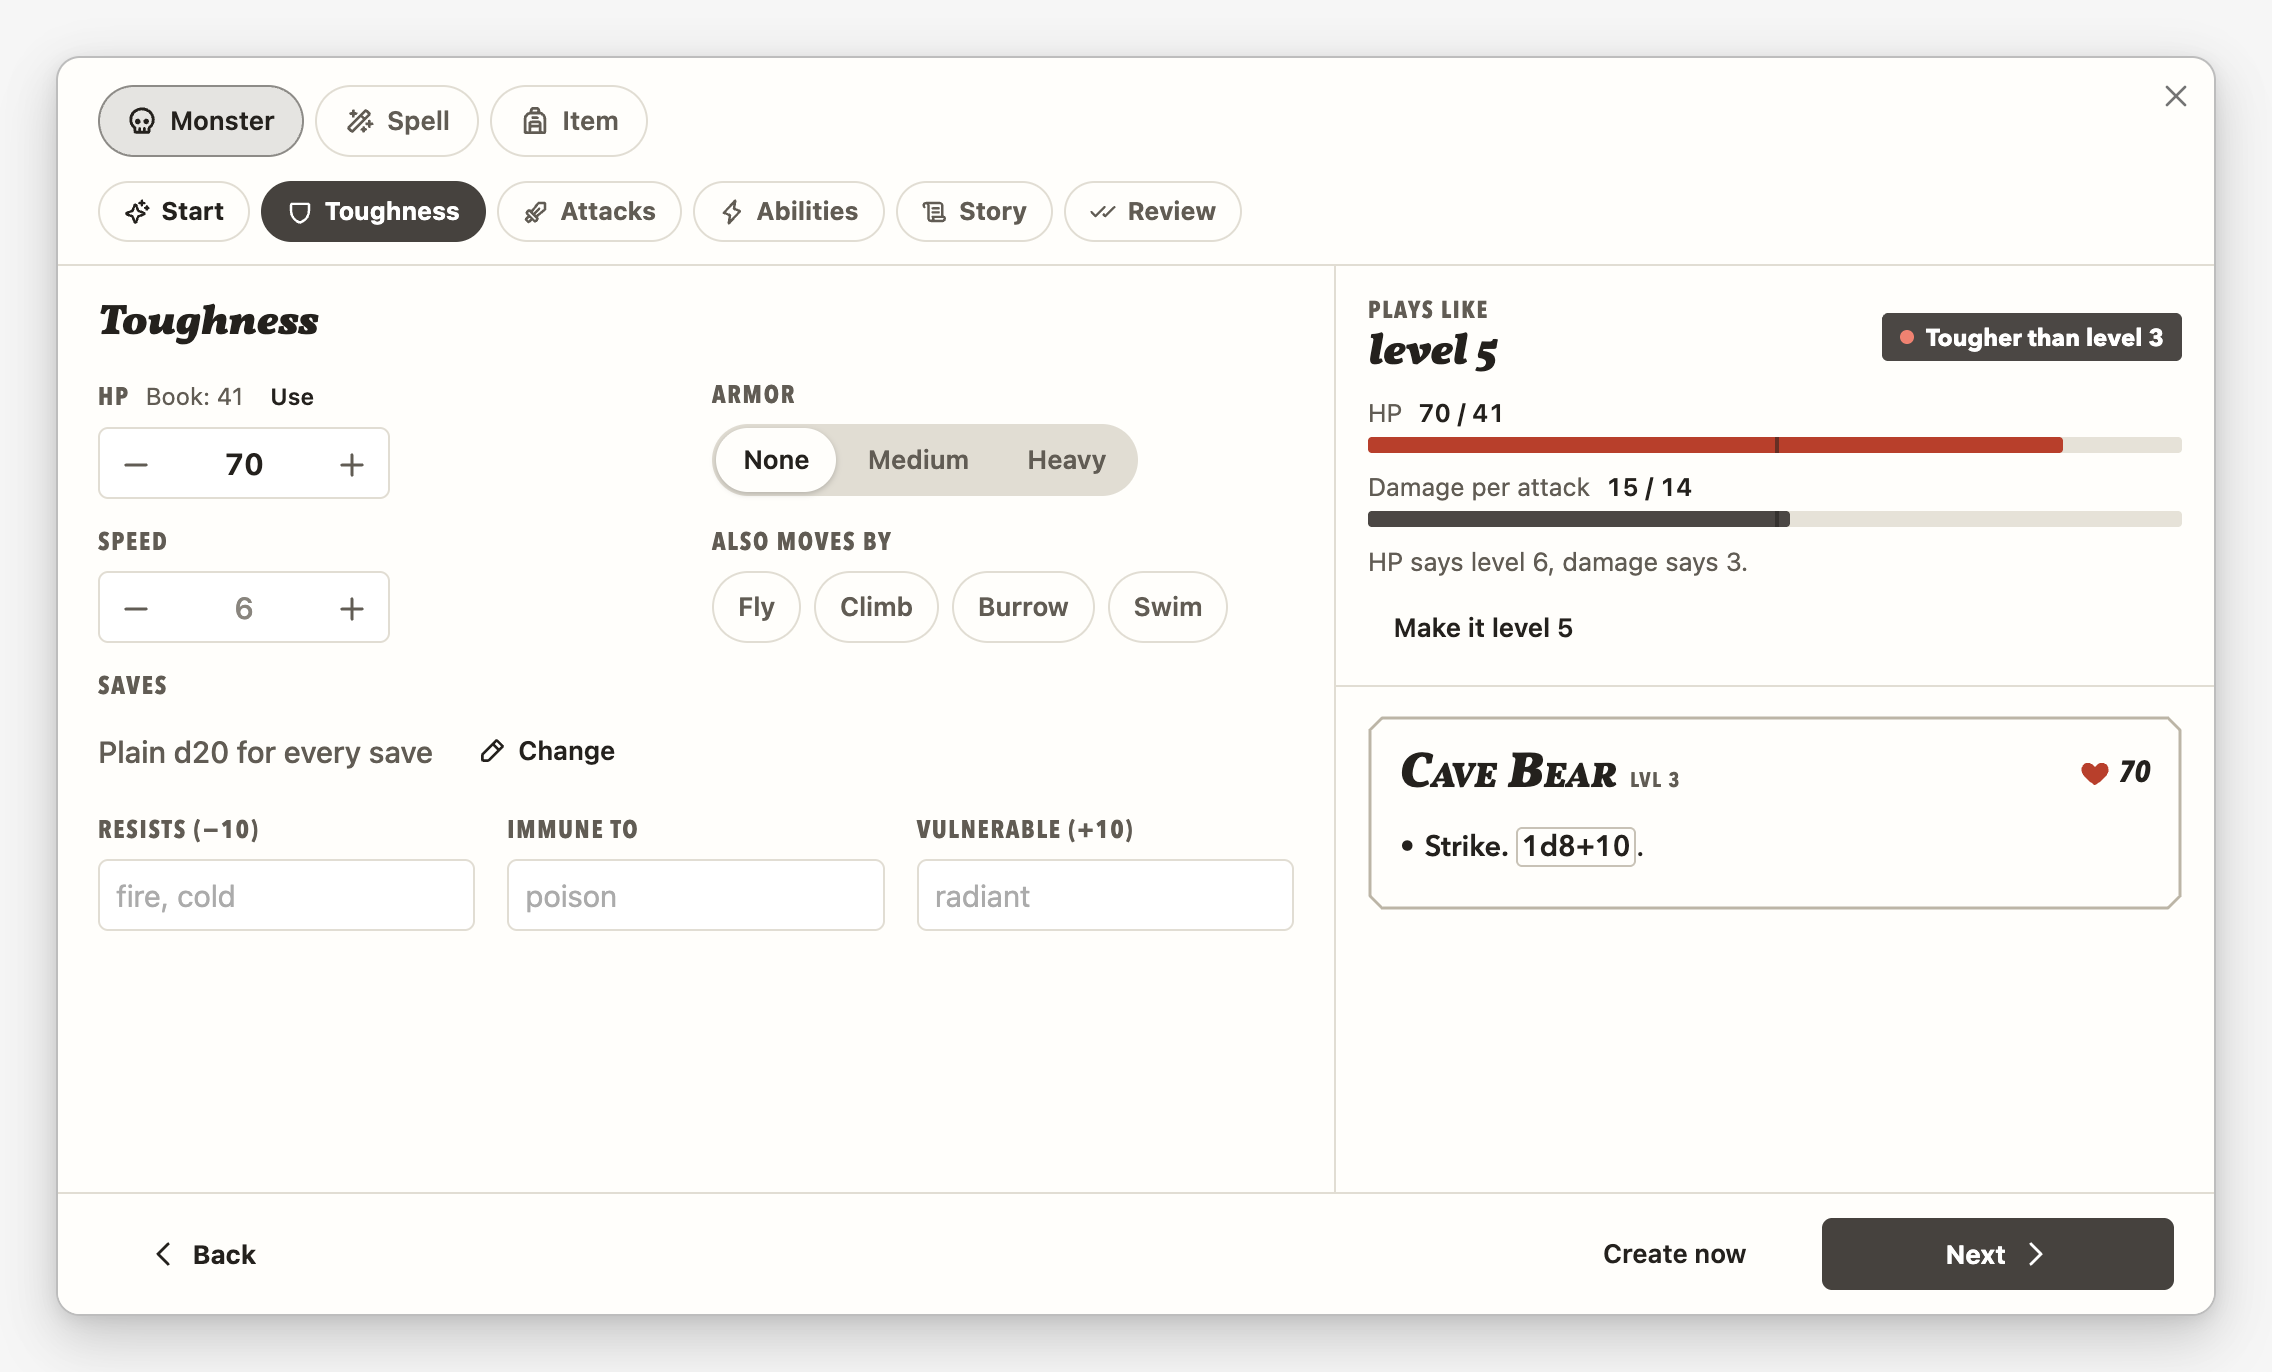 Monster
Spell
Item
Start
Toughness
Attacks
Abilities
Story
Review
Toughness
HP Book: 41 Use
70
ARMOR
None
Medium
Heavy
SPEED
6
ALSO MOVES BY
Fly
Climb
Burrow
Swim
SAVES
Plain d20 for every save
Change
RESISTS (−10)
fire, cold
IMMUNE TO
poison
VULNERABLE (+10)
radiant
PLAYS LIKE
level 5
Tougher than level 3
HP 70 / 41
Damage per attack 15 / 14
HP says level 6, damage says 3.
Make it level 5
CAVE BEAR LVL 3
70
• Strike. 1d8+10.
Back
Create now
Next